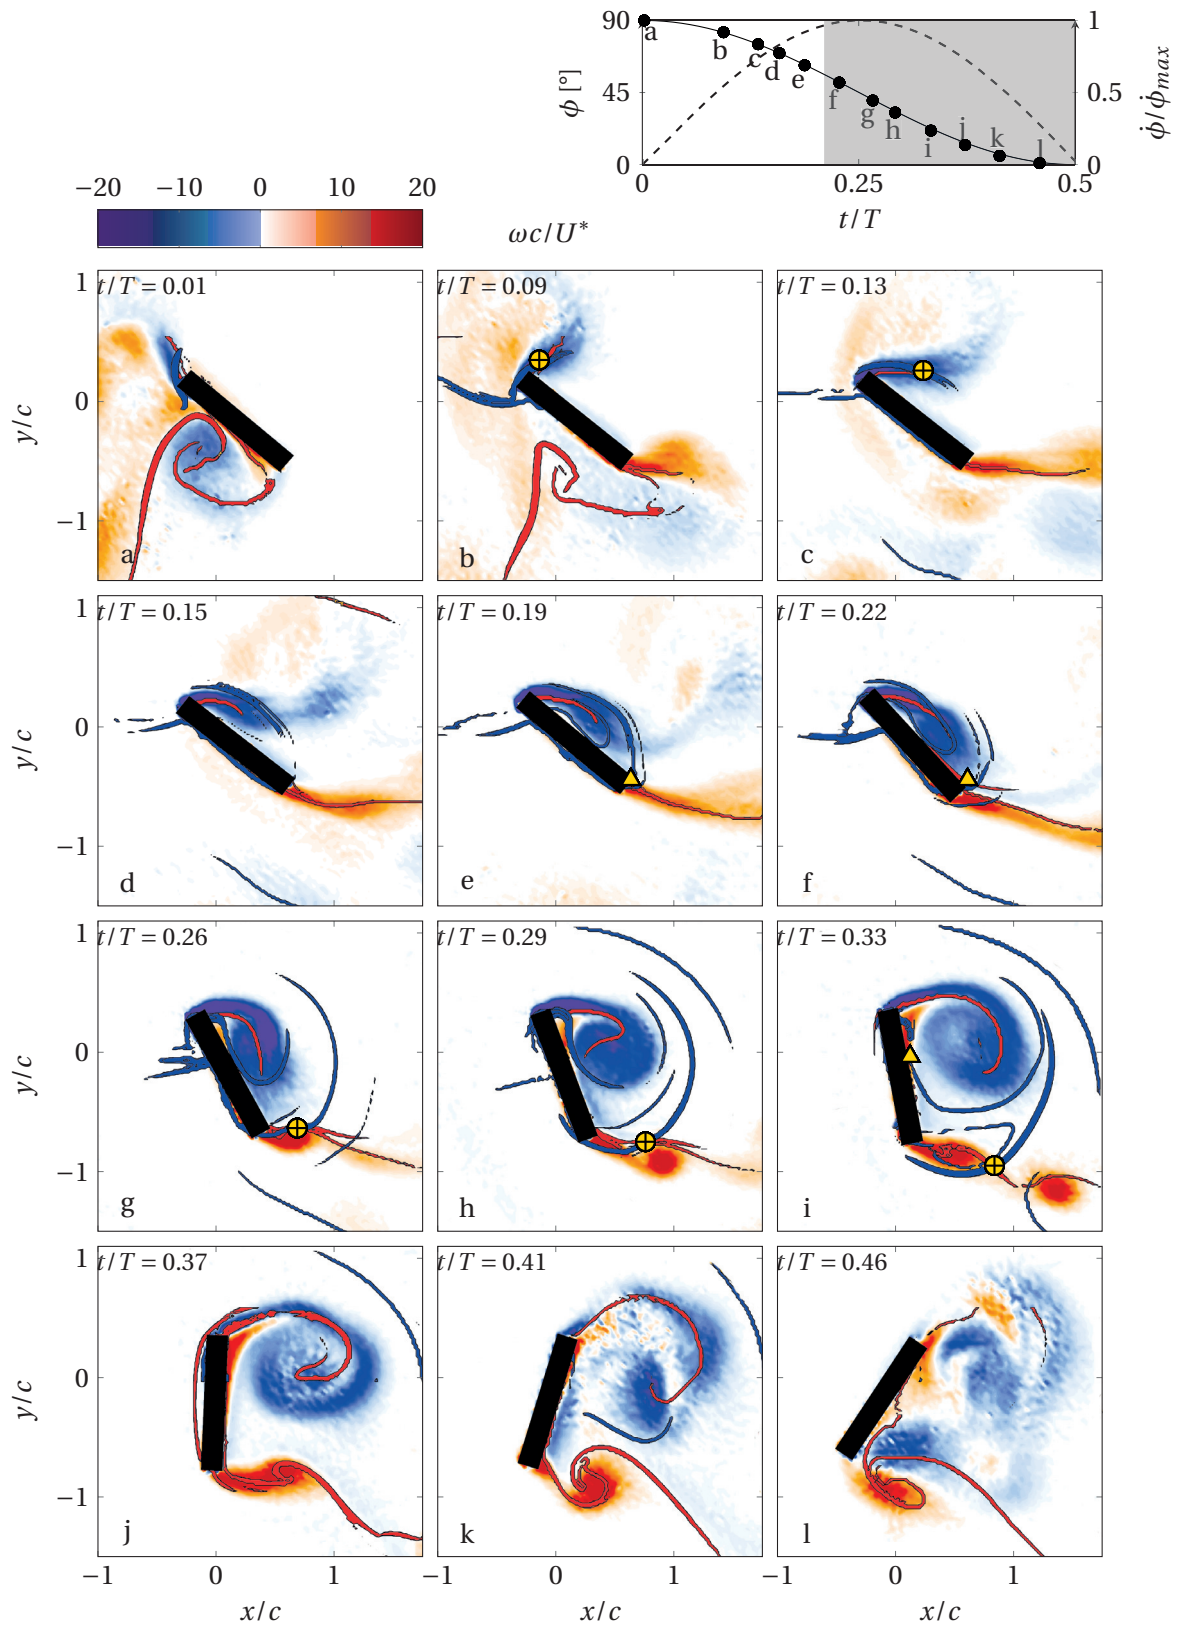 90
45
0
ϕ [°]
a
b
c
d
e
f
g
h
i
j
k
l
1
0.5
0
ϕ̇/ϕ̇max
0 0.25 0.5
t/T
−20 −10 0 10 20
ωc/U*
t/T = 0.01 t/T = 0.09 t/T = 0.13
1
0
−1
y/c
a b c
t/T = 0.15 t/T = 0.19 t/T = 0.22
1
0
−1
y/c
d e f
t/T = 0.26 t/T = 0.29 t/T = 0.33
1
0
−1
y/c
g h i
t/T = 0.37 t/T = 0.41 t/T = 0.46
1
0
−1
y/c
j k l
−1 0 1 0 1 0 1
x/c x/c x/c